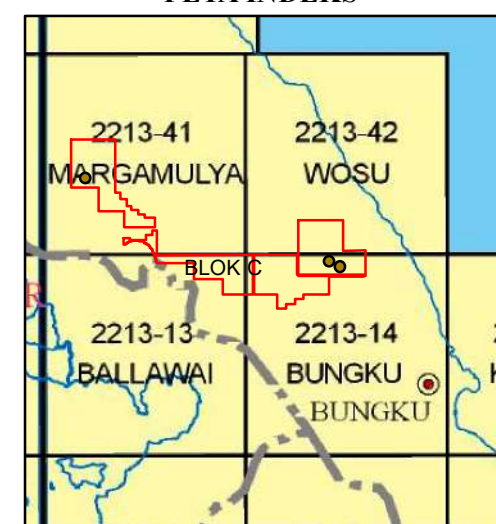 2213-41
MARGAMULYA
2213-42
WOSU
BLOK C
R
2213-13
BALLAWAI
2213-14
BUNGKU
BUNGKU